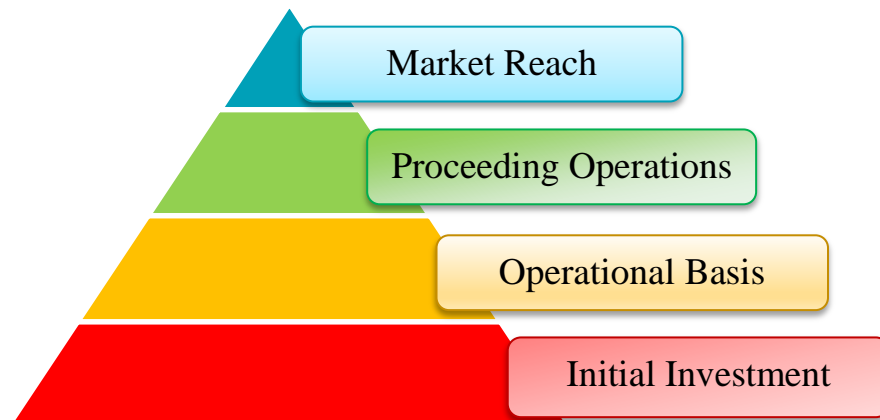 Market Reach
Proceeding Operations
Operational Basis
Initial Investment